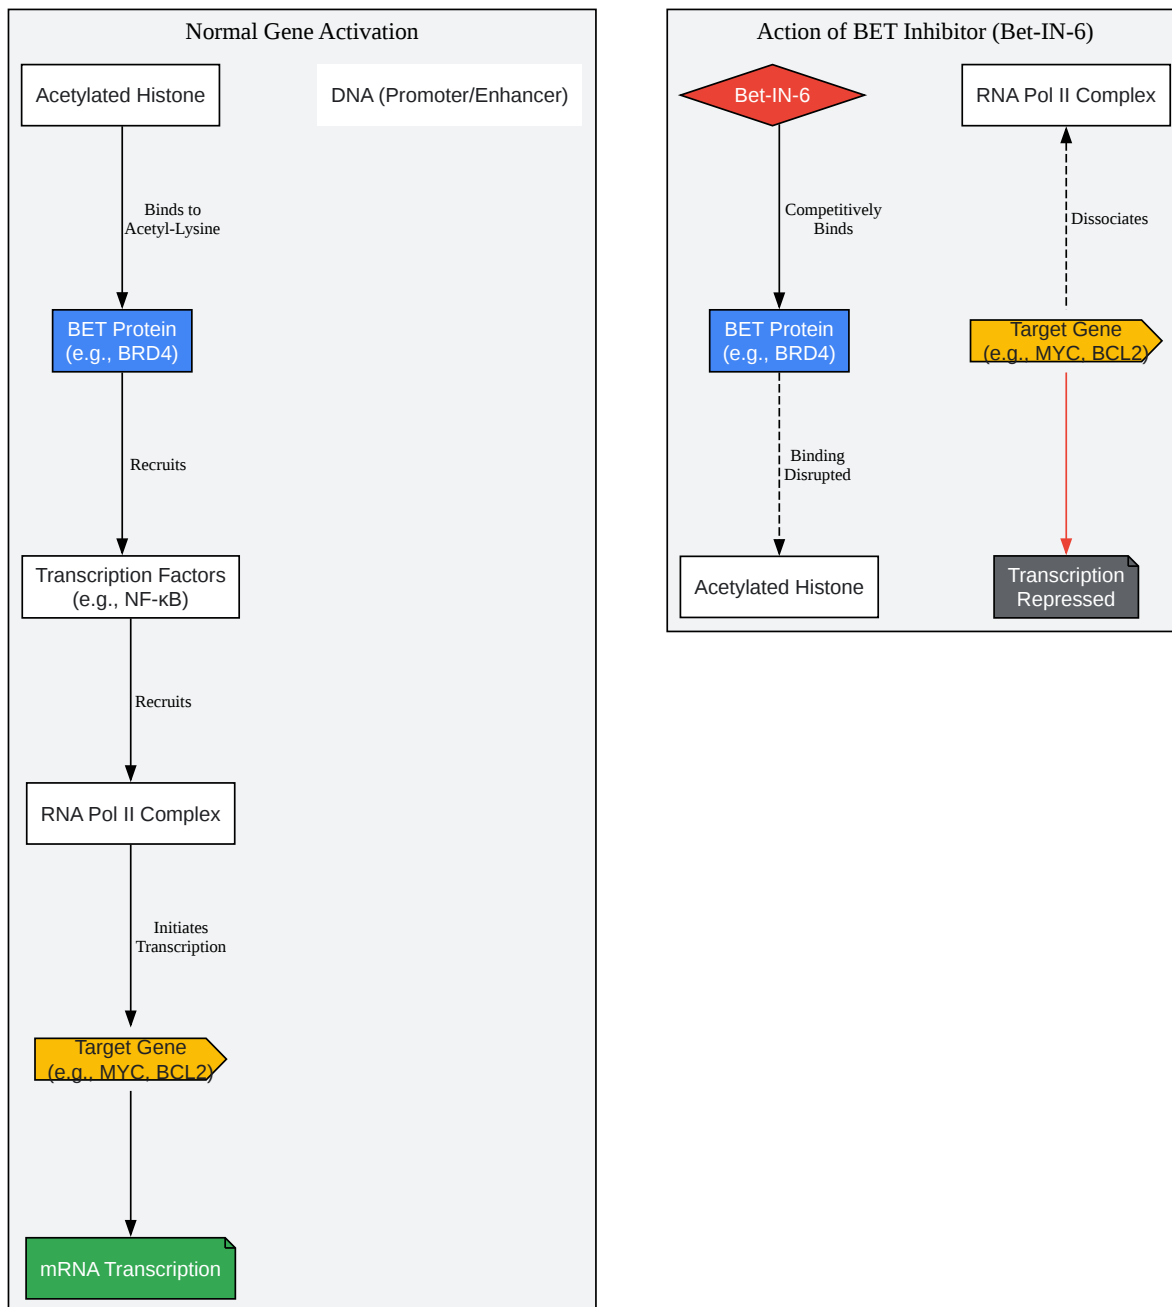 Normal Gene Activation
Acetylated Histone
DNA (Promoter/Enhancer)
Binds to
Acetyl-Lysine
BET Protein
(e.g., BRD4)
Recruits
Transcription Factors
(e.g., NF-κB)
Recruits
RNA Pol II Complex
Initiates
Transcription
Target Gene
(e.g., MYC, BCL2)
mRNA Transcription
Action of BET Inhibitor (Bet-IN-6)
Bet-IN-6
RNA Pol II Complex
Competitively
Binds
Dissociates
BET Protein
(e.g., BRD4)
Target Gene
(e.g., MYC, BCL2)
Binding
Disrupted
Acetylated Histone
Transcription
Repressed